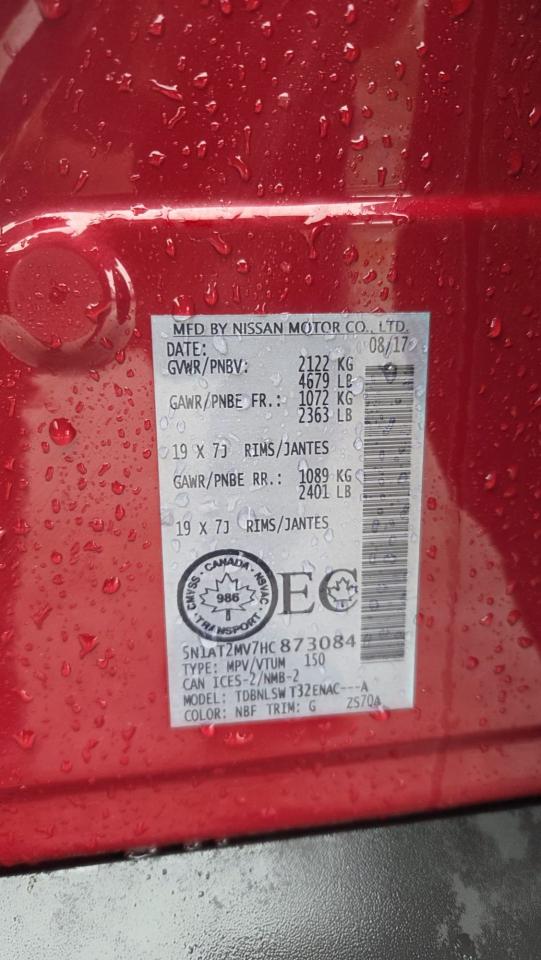 MFD BY NISSAN MOTOR CO., LTD.
DATE: 08/17
GVWR/PNBV: 2122 KG
4679 LB
GAWR/PNBE FR.: 1072 KG
2363 LB
19 X 7J RIMS/JANTES
GAWR/PNBE RR.: 1089 KG
2401 LB
19 X 7J RIMS/JANTES
CMVSS · CANADA · NSVAC · TRANSPORT
986
EC
5N1AT2MV7HC873084
TYPE: MPV/VTUM 150
CAN ICES-2/NMB-2
MODEL: TDBNLSW T32ENAC---A
COLOR: NBF TRIM: G ZS70A